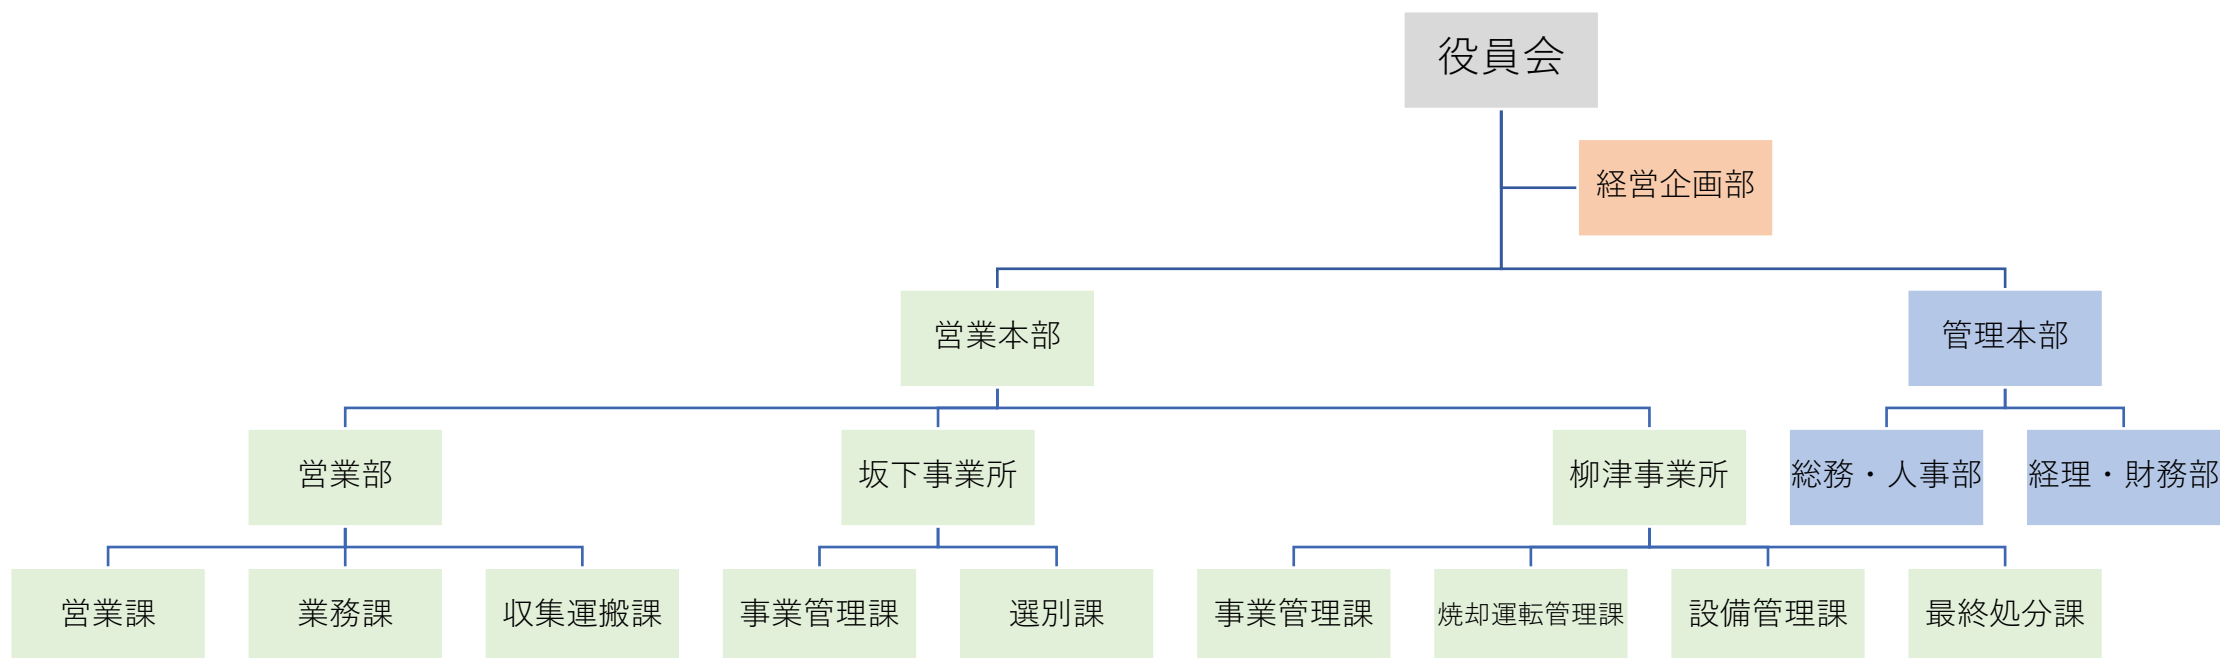 役員会
経営企画部
営業本部
管理本部
営業部
坂下事業所
柳津事業所
総務・人事部
経理・財務部
営業課
業務課
収集運搬課
事業管理課
選別課
事業管理課
焼却運転管理課
設備管理課
最終処分課